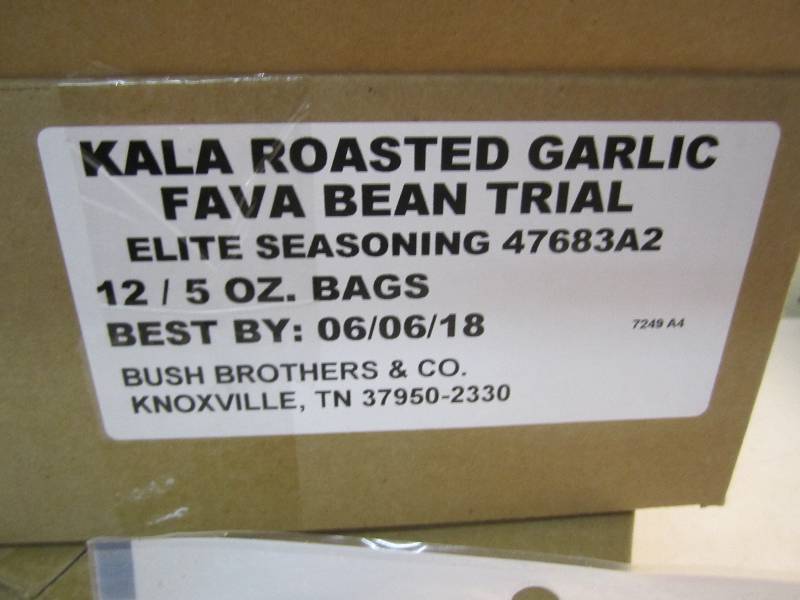 KALA ROASTED GARLIC
FAVA BEAN TRIAL
ELITE SEASONING 47683A2
12 / 5 OZ. BAGS
BEST BY: 06/06/18
7249 A4
BUSH BROTHERS & CO.
KNOXVILLE, TN 37950-2330